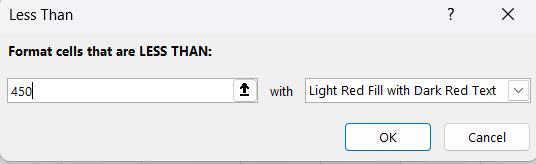 Less Than ?
Format cells that are LESS THAN:
450 with Light Red Fill with Dark Red Text
OK Cancel